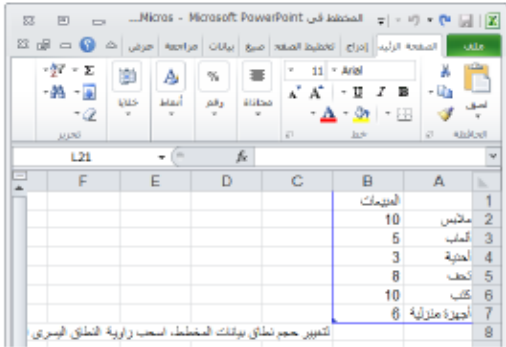 المخطط في Micros - Microsoft PowerPoint...
ملف الصفحة الرئيسية إدراج تخطيط الصفحة صيغ بيانات مراجعة عرض
لصق Arial 11 محاذاة رقم أنماط خلايا
الحافظة خط تحرير
L21 fx
A B C D E F
1 المبيعات
2 ملابس 10
3 ألعاب 5
4 أحذية 3
5 تحف 8
6 كتب 10
7 أجهزة منزلية 6
8 لتغيير حجم نطاق بيانات المخطط، اسحب زاوية النطاق اليسرى